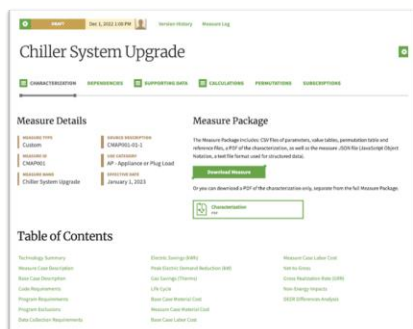 DRAFT
Dec 1, 2022 1:00 PM
Version History
Measure Log
Chiller System Upgrade
CHARACTERIZATION
DEPENDENCIES
SUPPORTING DATA
CALCULATIONS
PERMUTATIONS
SUBSCRIPTIONS
Measure Details
MEASURE TYPE
Custom
MEASURE ID
CMAP001
MEASURE NAME
Chiller System Upgrade
SOURCE DESCRIPTION
CMAP001-01-1
USE CATEGORY
AP - Appliance or Plug Load
EFFECTIVE DATE
January 1, 2023
Measure Package
The Measure Package includes: CSV files of parameters, value tables, permutation table and
reference files, a PDF of the characterization, as well as the measure JSON file (JavaScript Object
Notation, a text file format used for structured data).
Download Measure
Or you can download a PDF of the characterization only, separate from the full Measure Package.
Characterization
PDF
Table of Contents
Technology Summary
Measure Case Description
Base Case Description
Code Requirements
Program Requirements
Program Exclusions
Data Collection Requirements
Electric Savings (kWh)
Peak Electric Demand Reduction (kW)
Gas Savings (Therms)
Life Cycle
Base Case Material Cost
Measure Case Material Cost
Base Case Labor Cost
Measure Case Labor Cost
Net-to-Gross
Gross Realization Rate (GRR)
Non-Energy Impacts
DEER Differences Analysis